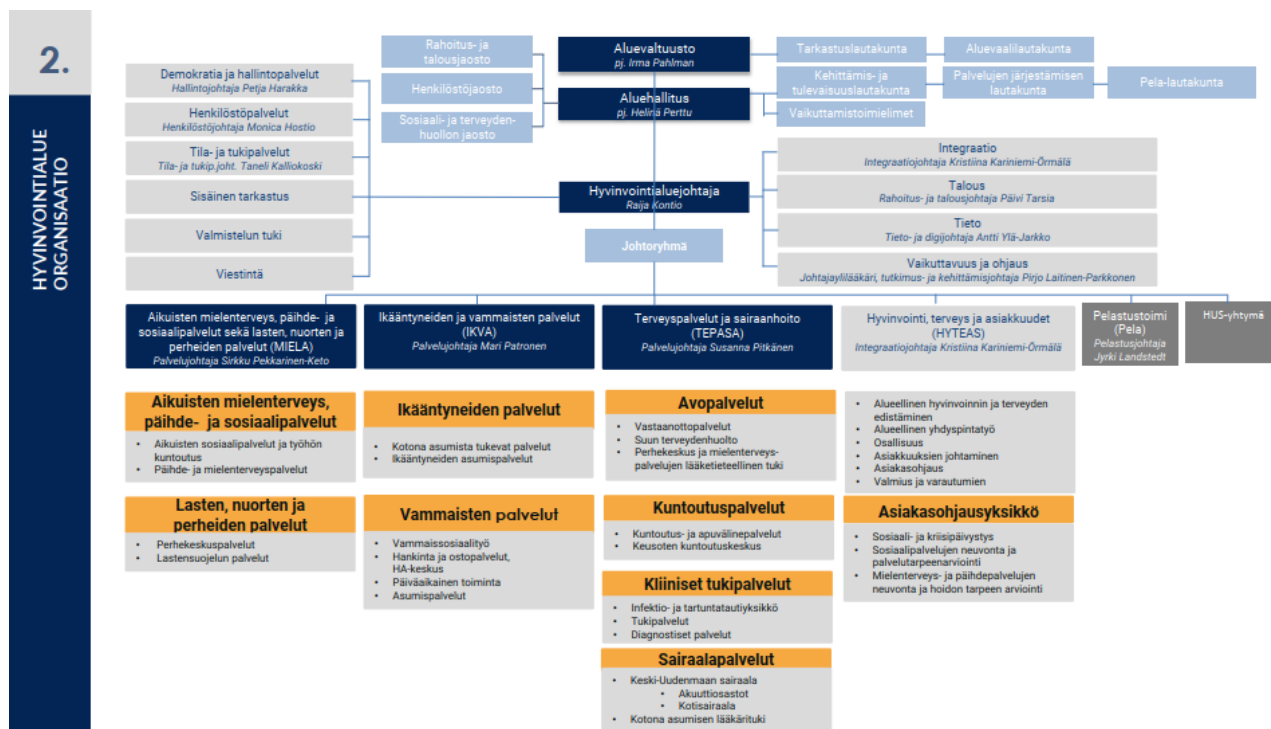 2.
HYVINVOINTIALUE
ORGANISAATIO
Rahoitus- ja
talousjaosto
Henkilöstöjaosto
Sosiaali- ja terveyden-
huollon jaosto
Aluevaltuusto
pj. Irma Pahlman
Aluehallitus
pj. Helinä Perttu
Tarkastuslautakunta
Aluevaalilautakunta
Kehittämis- ja
tulevaisuuslautakunta
Palvelujen järjestämisen
lautakunta
Pela-lautakunta
Vaikuttamistoimielimet
Demokratia ja hallintopalvelut
Hallintojohtaja Petja Harakka
Henkilöstöpalvelut
Henkilöstöjohtaja Monica Hostio
Tila- ja tukipalvelut
Tila- ja tukip.joht. Taneli Kalliokoski
Sisäinen tarkastus
Valmistelun tuki
Viestintä
Hyvinvointialuejohtaja
Raija Kontio
Johtoryhmä
Integraatio
Integraatiojohtaja Kristiina Kariniemi-Örmälä
Talous
Rahoitus- ja talousjohtaja Päivi Tarsia
Tieto
Tieto- ja digijohtaja Antti Ylä-Jarkko
Vaikuttavuus ja ohjaus
Johtajaylilääkäri, tutkimus- ja kehittämisjohtaja Pirjo Laitinen-Parkkonen
Aikuisten mielenterveys, päihde- ja
sosiaalipalvelut sekä lasten, nuorten ja
perheiden palvelut (MIELA)
Palvelujohtaja Sirkku Pekkarinen-Keto
Ikääntyneiden ja vammaisten palvelut
(IKVA)
Palvelujohtaja Mari Patronen
Terveyspalvelut ja sairaanhoito
(TEPASA)
Palvelujohtaja Susanna Pitkänen
Hyvinvointi, terveys ja asiakkuudet
(HYTEAS)
Integraatiojohtaja Kristiina Kariniemi-Örmälä
Pelastustoimi
(Pela)
Pelastusjohtaja
Jyrki Landstedt
HUS-yhtymä
Aikuisten mielenterveys,
päihde- ja sosiaalipalvelut
• Aikuisten sosiaalipalvelut ja työhön
kuntoutus
• Päihde- ja mielenterveyspalvelut
Lasten, nuorten ja
perheiden palvelut
• Perhekeskuspalvelut
• Lastensuojelun palvelut
Ikääntyneiden palvelut
• Kotona asumista tukevat palvelut
• Ikääntyneiden asumispalvelut
Vammaisten palvelut
• Vammaissosiaalityö
• Hankinta ja ostopalvelut,
HA-keskus
• Päiväaikainen toiminta
• Asumispalvelut
Avopalvelut
• Vastaanottopalvelut
• Suun terveydenhuolto
• Perhekeskus ja mielenterveys-
palvelujen lääketieteellinen tuki
Kuntoutuspalvelut
• Kuntoutus- ja apuvälinepalvelut
• Keusoten kuntoutuskeskus
Kliiniset tukipalvelut
• Infektio- ja tartuntatautiyksikkö
• Tukipalvelut
• Diagnostiset palvelut
Sairaalapalvelut
• Keski-Uudenmaan sairaala
• Akuuttiosastot
• Kotisairaala
• Kotona asumisen lääkärituki
• Alueellinen hyvinvoinnin ja terveyden
edistäminen
• Alueellinen yhdyspintatyö
• Osallisuus
• Asiakkuuksien johtaminen
• Asiakasohjaus
• Valmius ja varautumien
Asiakasohjausyksikkö
• Sosiaali- ja kriisipäivystys
• Sosiaalipalvelujen neuvonta ja
palvelutarpeenarviointi
• Mielenterveys- ja päihdepalvelujen
neuvonta ja hoidon tarpeen arviointi